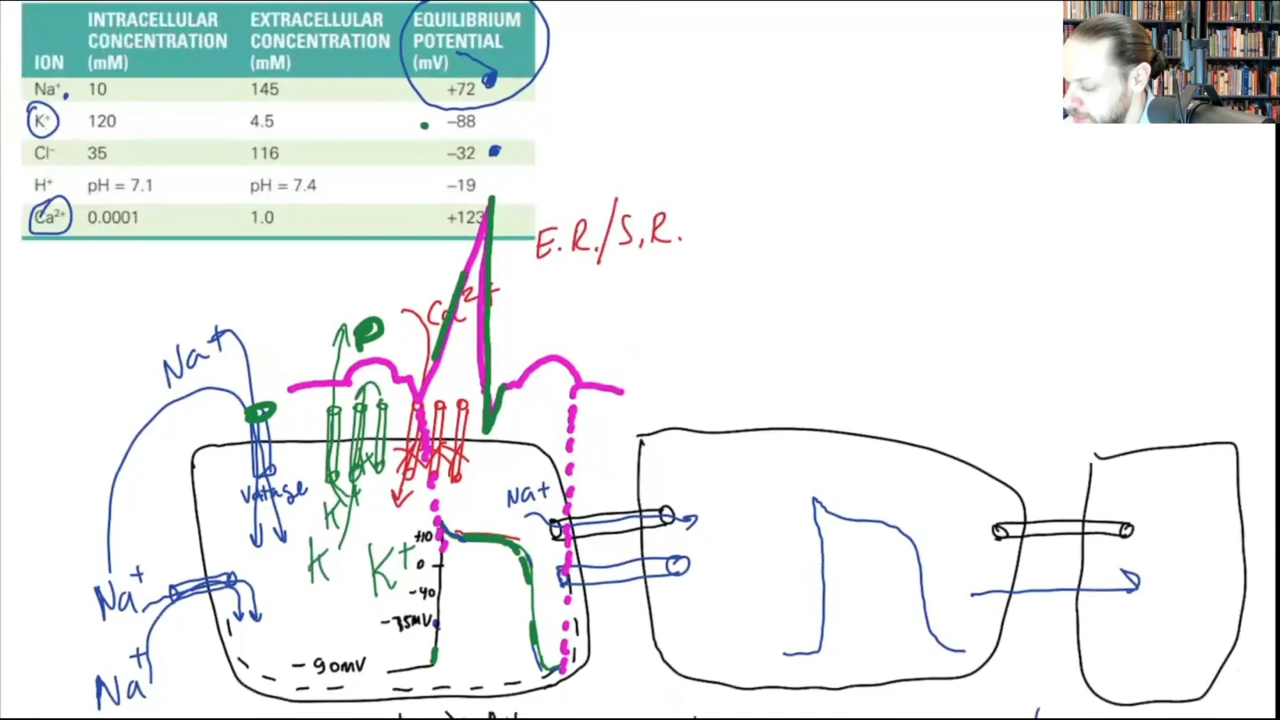 ION INTRACELLULAR CONCENTRATION (mM) EXTRACELLULAR CONCENTRATION (mM) EQUILIBRIUM POTENTIAL (mV)
Na⁺ 10 145 +72
K⁺ 120 4.5 –88
Cl⁻ 35 116 –32
H⁺ pH = 7.1 pH = 7.4 –19
Ca²⁺ 0.0001 1.0 +123
E.R./S.R.
Ca²⁺
P
Na+
Voltage
K+
Na+
+10
K
K+
0
Na+
-40
-75mV
Na+
-90mV